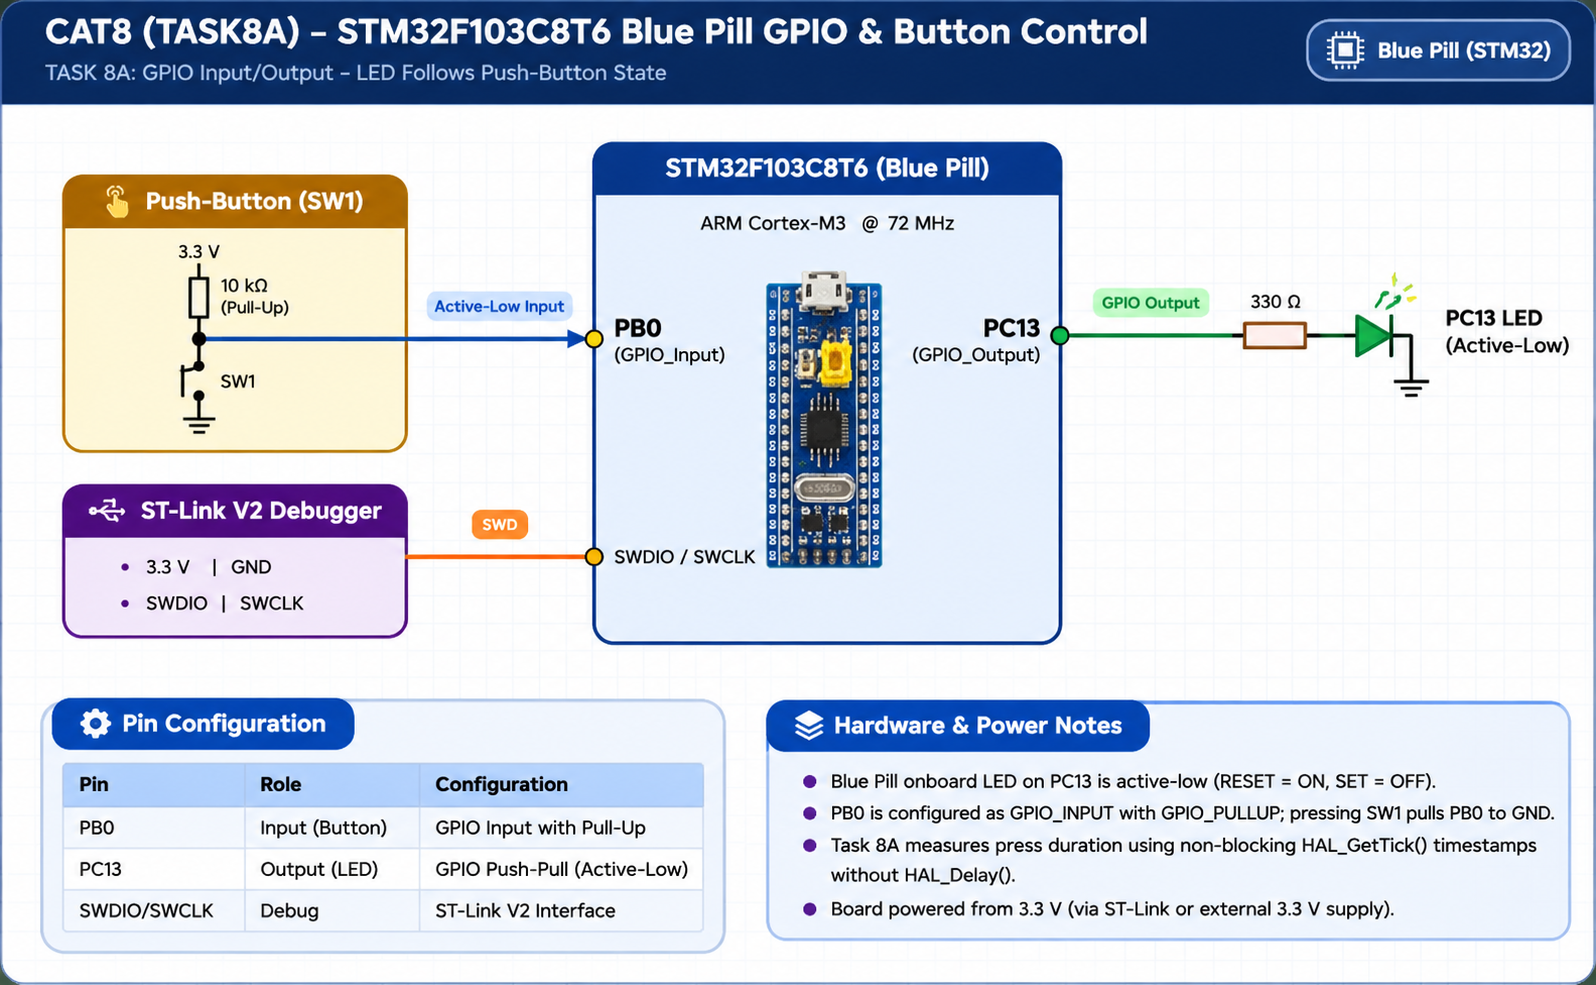 CAT8 (TASK8A) – STM32F103C8T6 Blue Pill GPIO & Button Control
TASK 8A: GPIO Input/Output – LED Follows Push-Button State
Blue Pill (STM32)
Push-Button (SW1)
3.3 V
10 kΩ
(Pull-Up)
SW1
Active-Low Input
STM32F103C8T6 (Blue Pill)
ARM Cortex-M3 @ 72 MHz
PB0
(GPIO_Input)
PC13
(GPIO_Output)
SWDIO / SWCLK
GPIO Output
330 Ω
PC13 LED
(Active-Low)
ST-Link V2 Debugger
• 3.3 V | GND
• SWDIO | SWCLK
SWD
Pin Configuration
Pin Role Configuration
PB0 Input (Button) GPIO Input with Pull-Up
PC13 Output (LED) GPIO Push-Pull (Active-Low)
SWDIO/SWCLK Debug ST-Link V2 Interface
Hardware & Power Notes
● Blue Pill onboard LED on PC13 is active-low (RESET = ON, SET = OFF).
● PB0 is configured as GPIO_INPUT with GPIO_PULLUP; pressing SW1 pulls PB0 to GND.
● Task 8A measures press duration using non-blocking HAL_GetTick() timestamps
without HAL_Delay().
● Board powered from 3.3 V (via ST-Link or external 3.3 V supply).